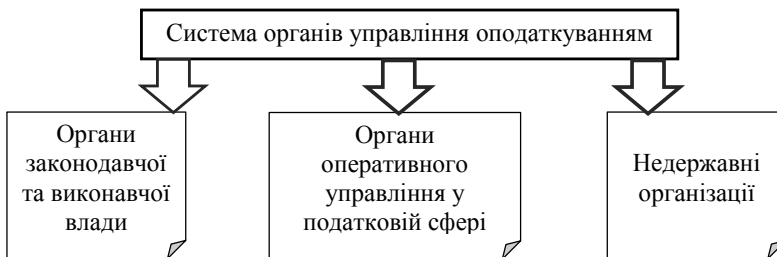 Система органів управління оподаткуванням
Органи
законодавчої
та виконавчої
влади
Органи
оперативного
управління у
податковій сфері
Недержавні
організації